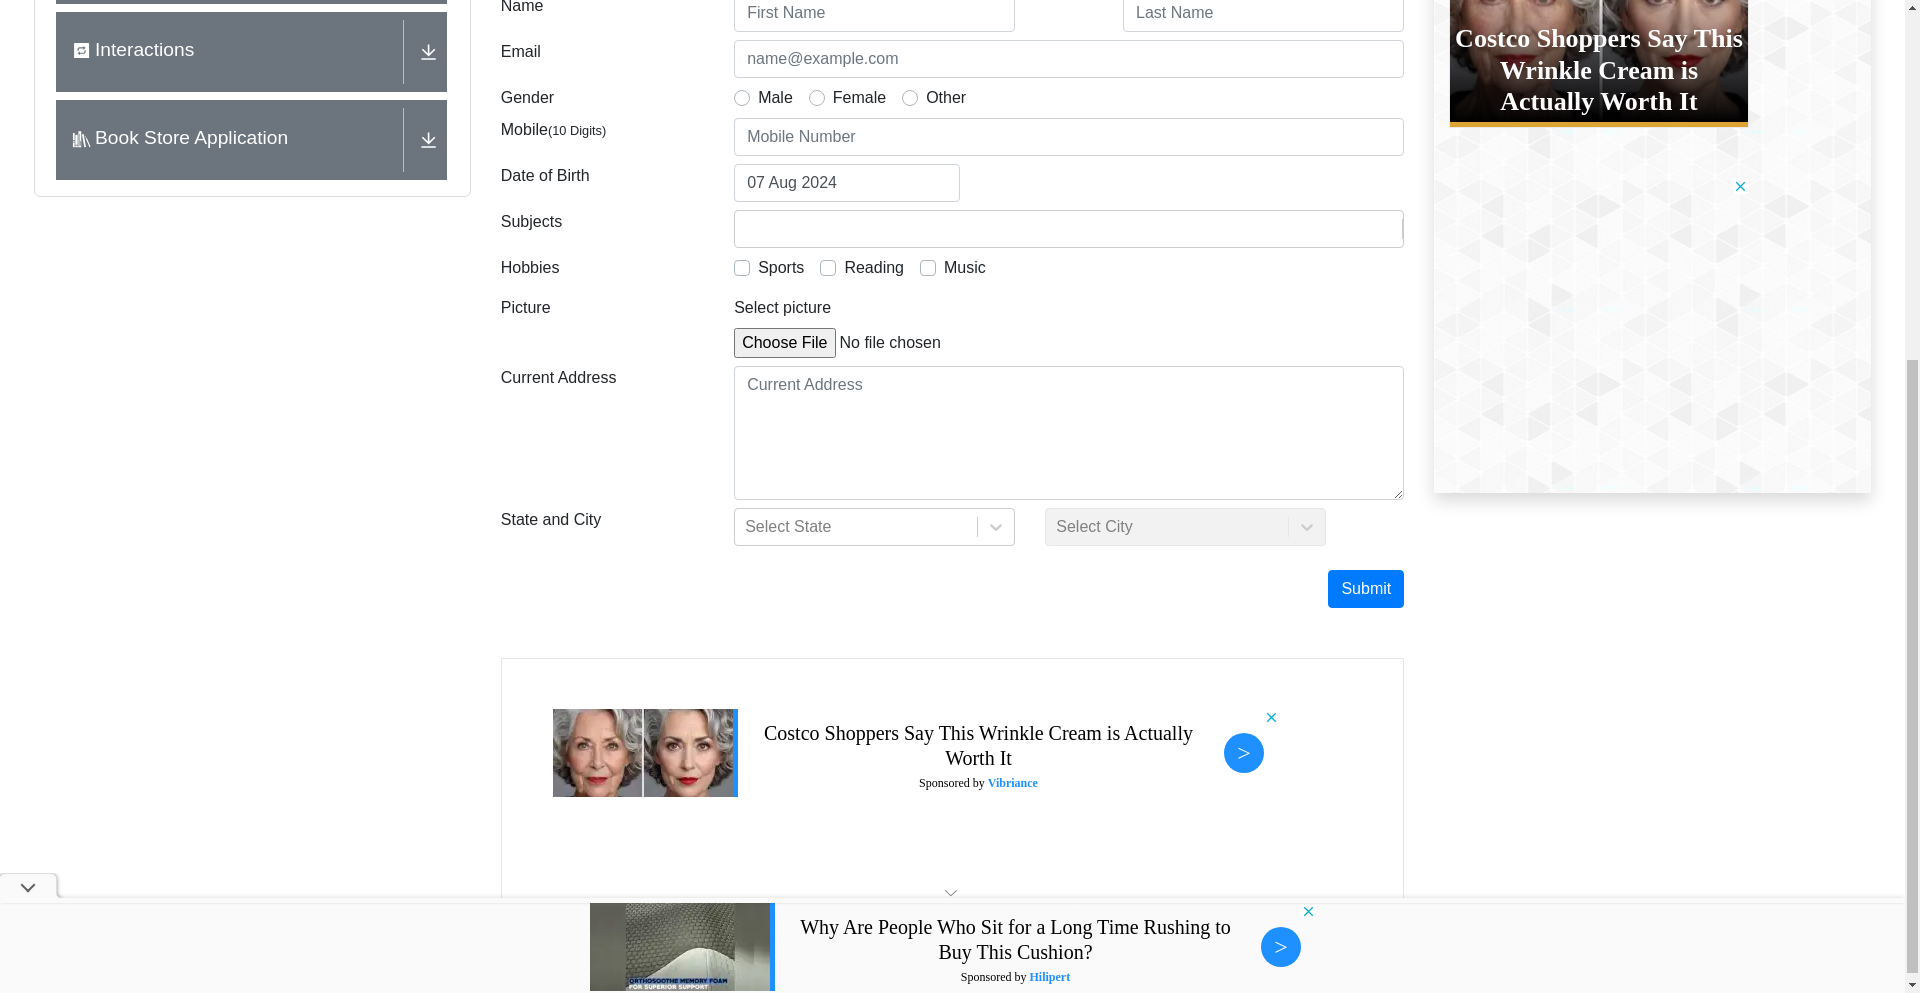 Name
First Name
Last Name
Interactions
Email
name@example.com
Gender
Male
Female
Other
Mobile(10 Digits)
Mobile Number
Book Store Application
Date of Birth
07 Aug 2024
Subjects
Hobbies
Sports
Reading
Music
Picture
Select picture
Choose File
No file chosen
Current Address
Current Address
State and City
Select State
Select City
Submit
Costco Shoppers Say This
Wrinkle Cream is
Actually Worth It
Costco Shoppers Say This Wrinkle Cream is Actually
Worth It
Sponsored by Vibriance
>
Why Are People Who Sit for a Long Time Rushing to
Buy This Cushion?
Sponsored by Hilipert
>
ORTHOSOOTHE MEMORY FOAM
FOR SUPERIOR SUPPORT